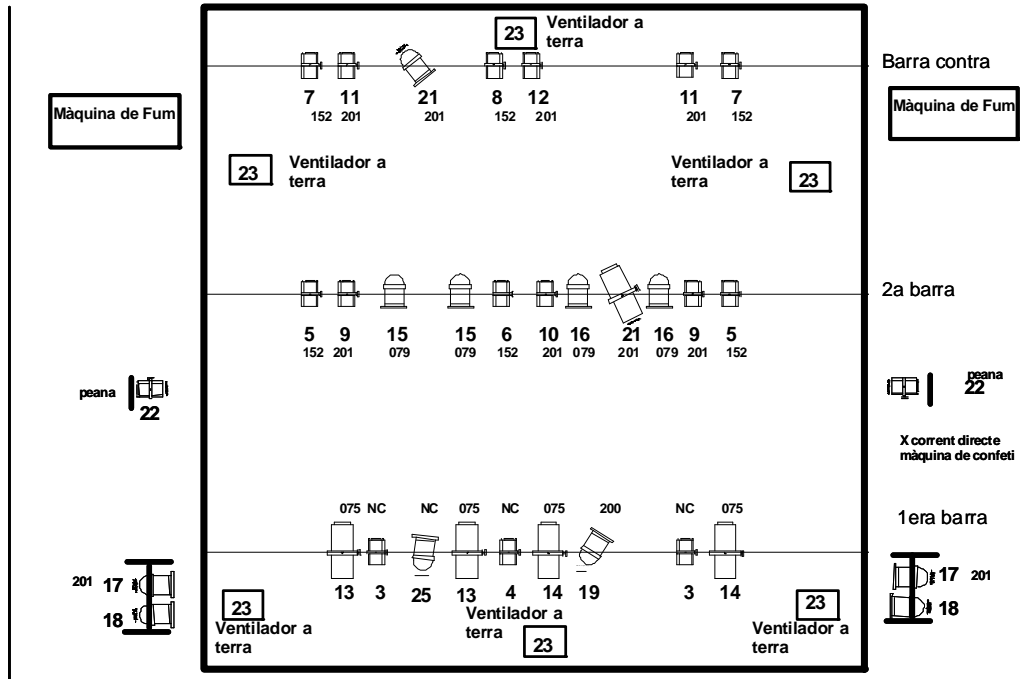 23
Ventilador a
terra
Barra contra
7 11 21 8 12 11 7
152 201 201 152 201 201 152
Màquina de Fum
Màquina de Fum
23
Ventilador a
terra
Ventilador a
terra
23
2a barra
5 9 15 15 6 10 16 21 16 9 5
152 201 079 079 152 201 079 201 079 201 152
peana
22
peana
22
X corrent directe
màquina de confeti
075 NC NC 075 NC 075 200 NC 075
1era barra
13 3 25 13 4 14 19 3 14
201 17
18
17 201
18
23
Ventilador a
terra
Ventilador a
terra
23
23
Ventilador a
terra